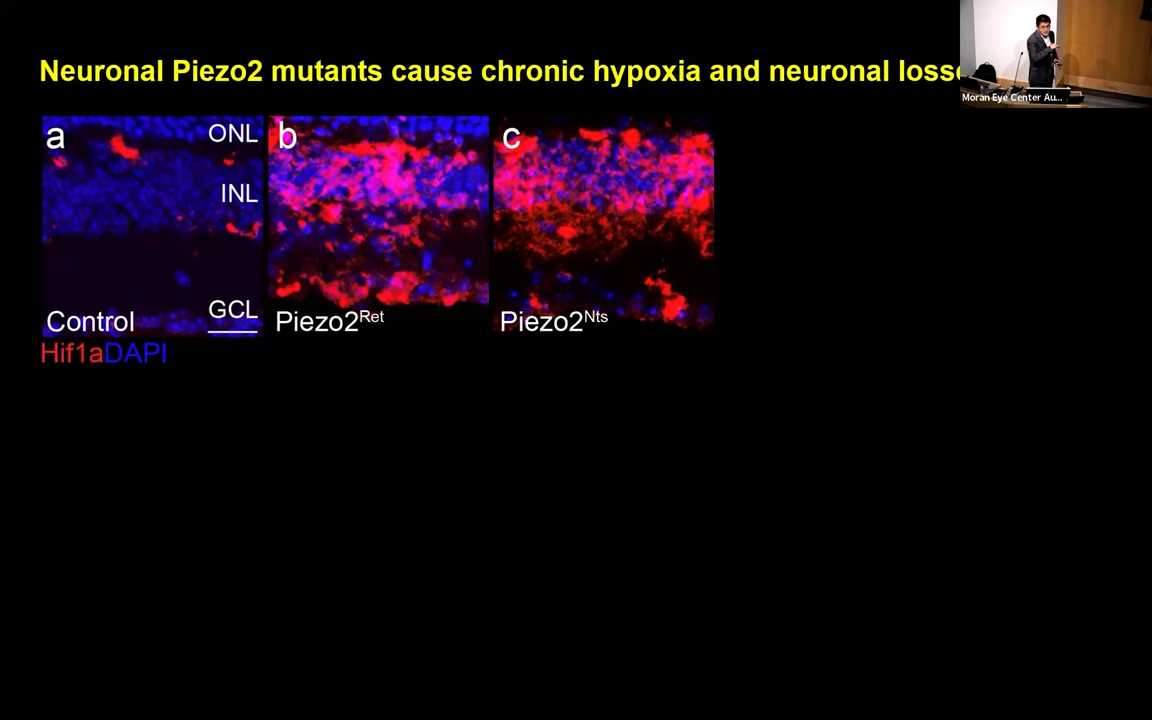 Neuronal Piezo2 mutants cause chronic hypoxia and neuronal
Moran Eye Center Au...
a
ONL
INL
GCL
Control
b
Piezo2Ret
c
Piezo2Nts
Hif1aDAPI